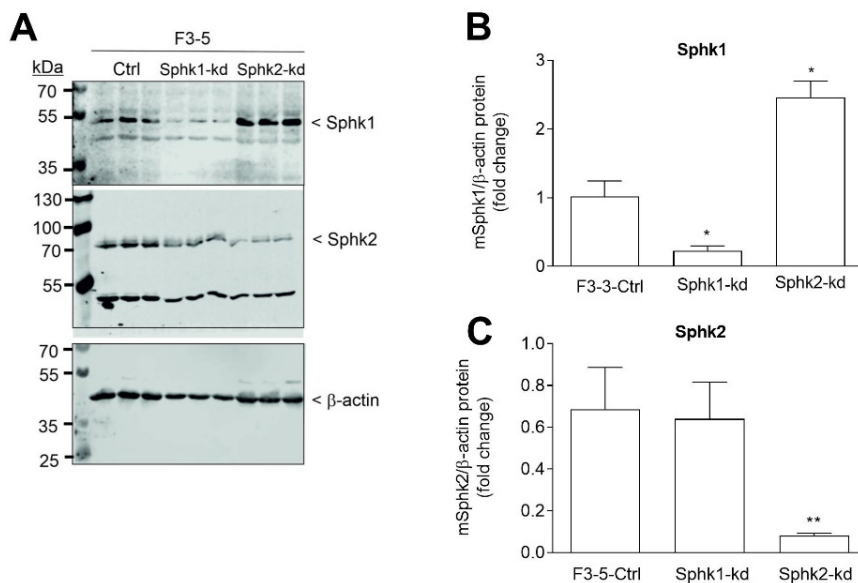 A
F3-5
kDa
Ctrl Sphk1-kd Sphk2-kd
70
55
35
< Sphk1
130
100
70
55
< Sphk2
70
55
35
25
< β-actin
B
Sphk1
mSphk1/β-actin protein
(fold change)
3
2
1
0
*
*
F3-3-Ctrl Sphk1-kd Sphk2-kd
C
Sphk2
mSphk2/β-actin protein
(fold change)
1.0
0.8
0.6
0.4
0.2
0.0
**
F3-5-Ctrl Sphk1-kd Sphk2-kd